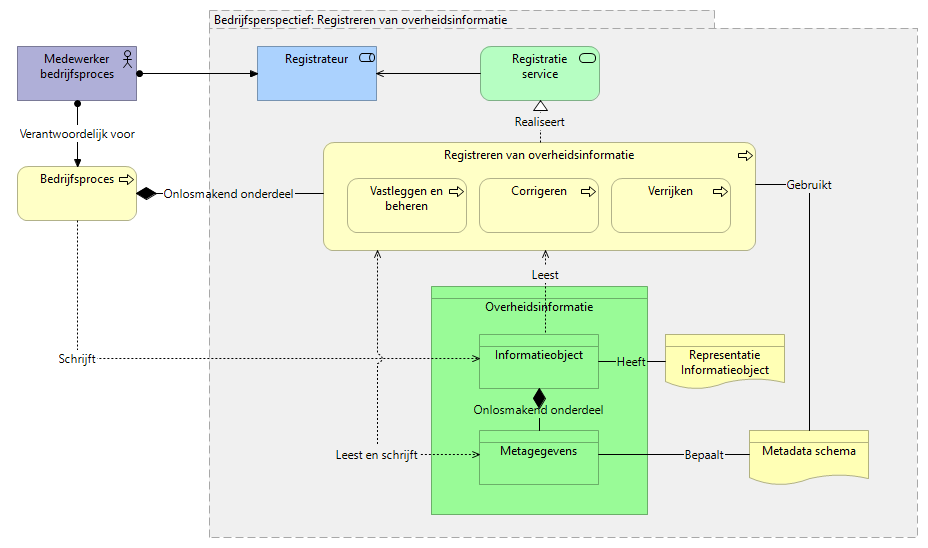 Bedrijfsperspectief: Registreren van overheidsinformatie
Medewerker
bedrijfsproces
Registrateur
Registratie
service
Verantwoordelijk voor
Realiseert
Registreren van overheidsinformatie
Bedrijfsproces
Onlosmakend onderdeel
Vastleggen en
beheren
Corrigeren
Verrijken
Gebruikt
Leest
Overheidsinformatie
Schrijft
Informatieobject
Heeft
Representatie
Informatieobject
Onlosmakend onderdeel
Leest en schrijft
Metagegevens
Bepaalt
Metadata schema